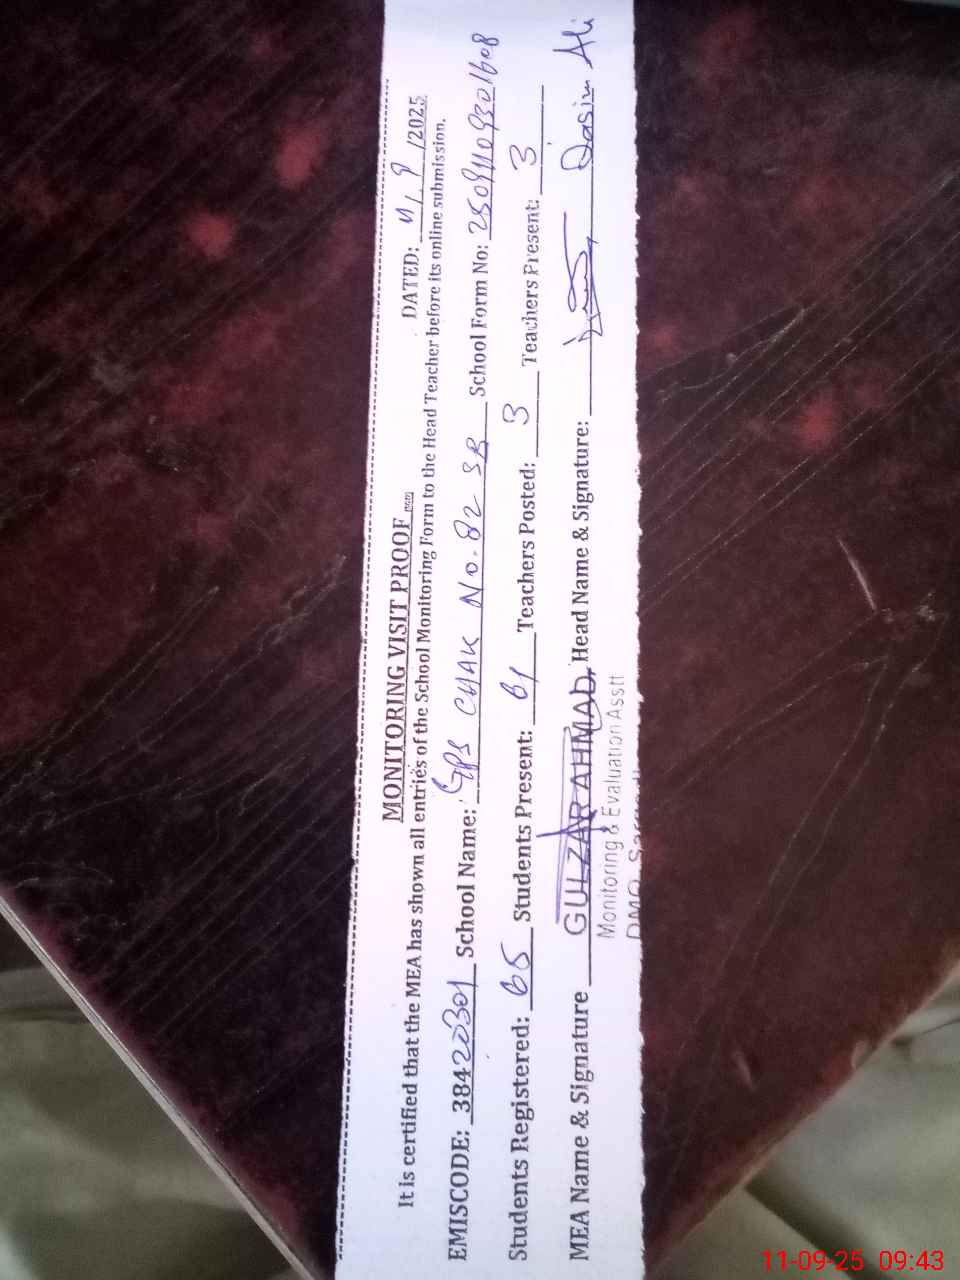 MONITORING VISIT PROOF
DATED: 11/9/2025
It is certified that the MEA has shown all entries of the School Monitoring Form to the Head Teacher before its online submission.
EMISCODE: 38420301 School Name: GPS CHAK No. 82 SB School Form No:
Students Registered: 65 Students Present: 61 Teachers Posted: 3 Teachers Present: 3
MEA Name & Signature GULZAR AHMAD Head Name & Signature: Ali
Monitoring & Evaluation Asstt
DMO
11-09-25 09:43